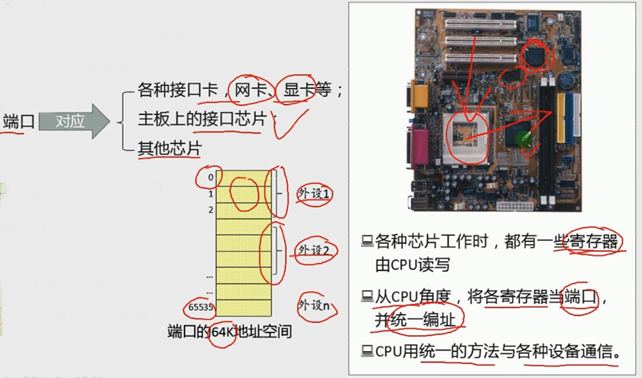 端口
对应
各种接口卡，网卡、显卡等；
主板上的接口芯片；
其他芯片
0
1
2
...
...
65535
外设1
外设2
外设n
端口的64K地址空间
各种芯片工作时，都有一些寄存器
由CPU读写
从CPU角度，将各寄存器当端口，
并统一编址
CPU用统一的方法与各种设备通信。